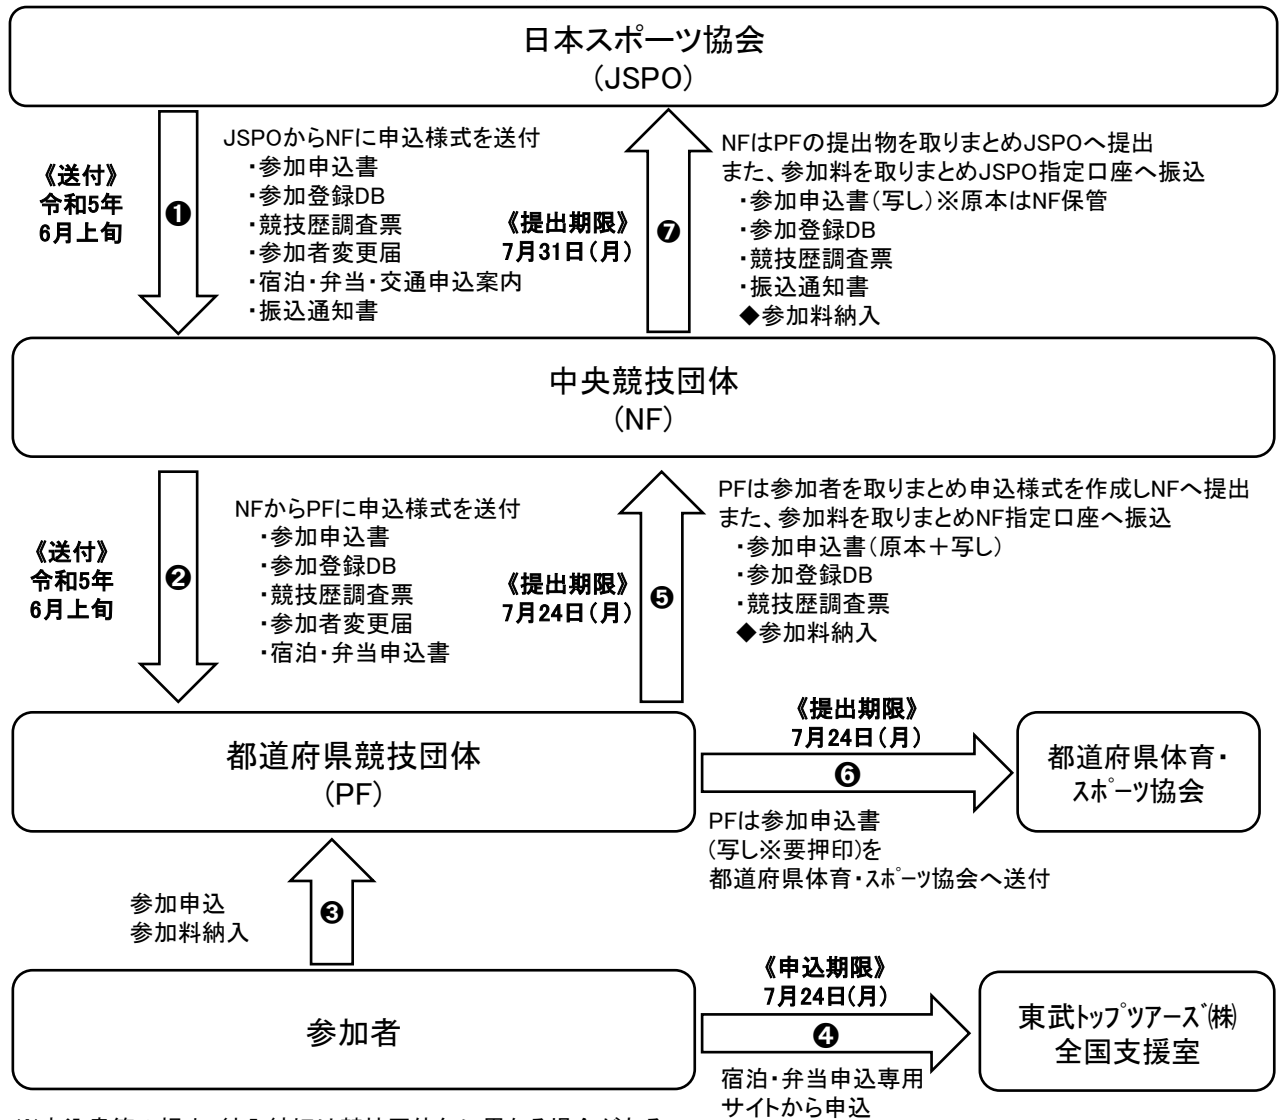 日本スポーツ協会
(JSPO)
《送付》
令和5年
6月上旬
❶
JSPOからNFに申込様式を送付
・参加申込書
・参加登録DB
・競技歴調査票
・参加者変更届
・宿泊・弁当・交通申込案内
・振込通知書
《提出期限》
7月31日(月)
❼
NFはPFの提出物を取りまとめJSPOへ提出
また、参加料を取りまとめJSPO指定口座へ振込
・参加申込書(写し)※原本はNF保管
・参加登録DB
・競技歴調査票
・振込通知書
◆参加料納入
中央競技団体
(NF)
《送付》
令和5年
6月上旬
❷
NFからPFに申込様式を送付
・参加申込書
・参加登録DB
・競技歴調査票
・参加者変更届
・宿泊・弁当申込書
《提出期限》
7月24日(月)
❺
PFは参加者を取りまとめ申込様式を作成しNFへ提出
また、参加料を取りまとめNF指定口座へ振込
・参加申込書(原本+写し)
・参加登録DB
・競技歴調査票
◆参加料納入
都道府県競技団体
(PF)
《提出期限》
7月24日(月)
❻
PFは参加申込書
(写し※要押印)を
都道府県体育・スポーツ協会へ送付
都道府県体育・
スポーツ協会
参加申込
参加料納入
❸
参加者
《申込期限》
7月24日(月)
❹
宿泊・弁当申込専用
サイトから申込
東武トップツアーズ㈱
全国支援室